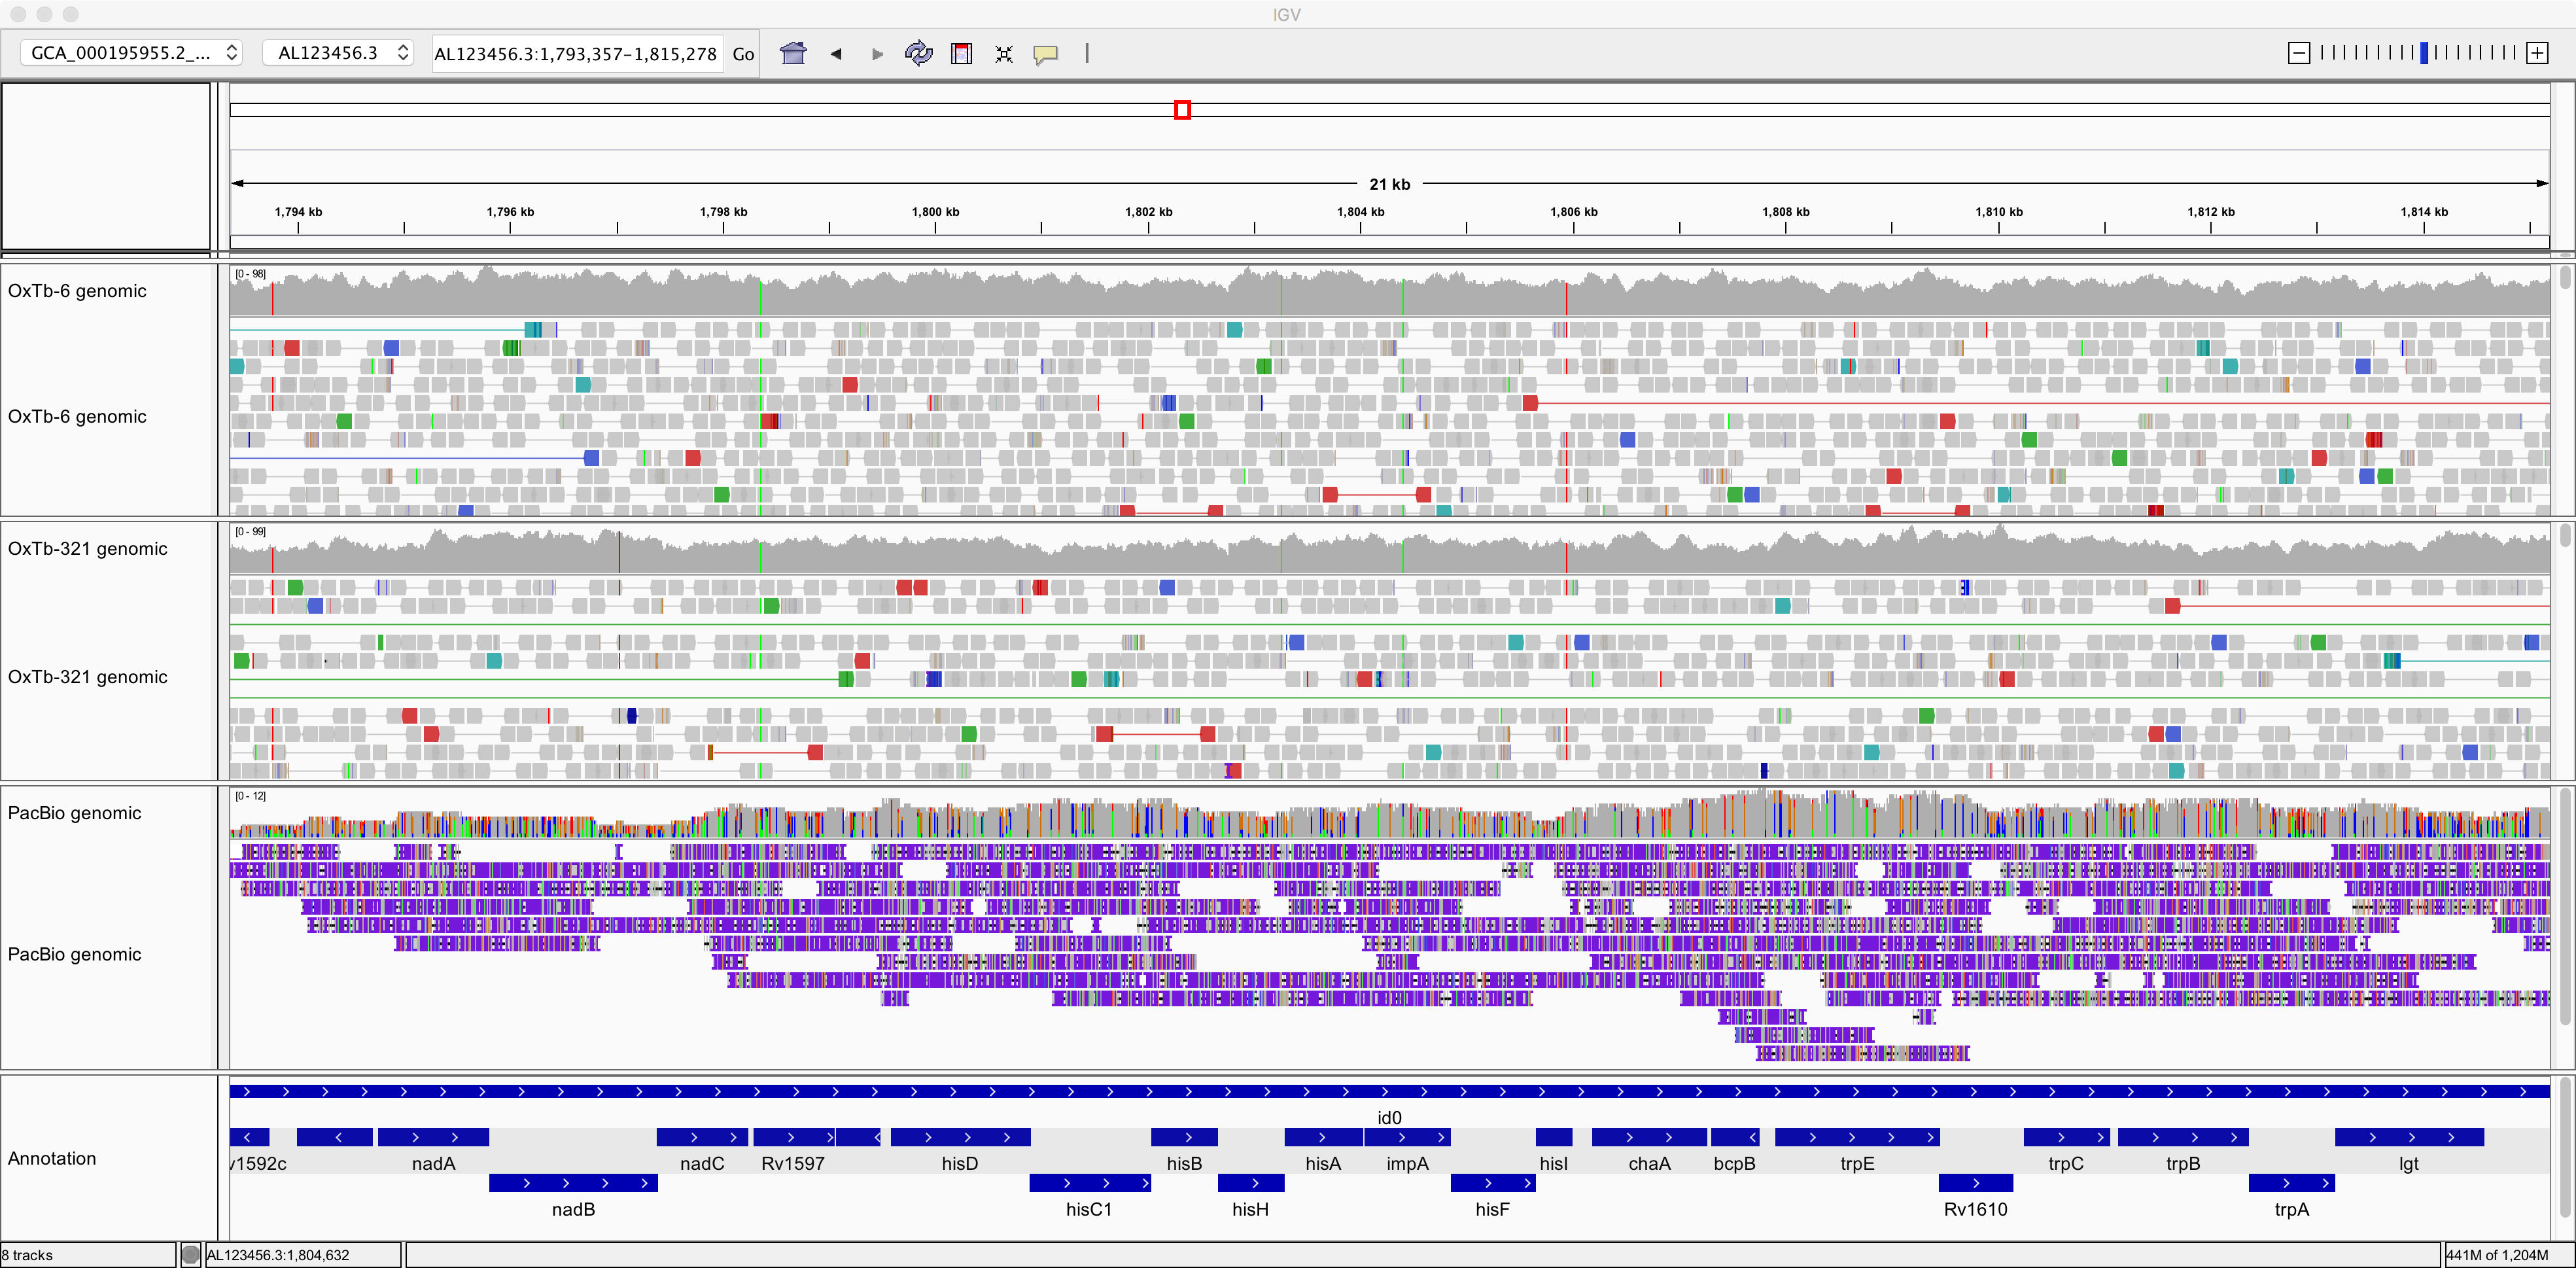 IGV
GCA_000195955.2_... AL123456.3 AL123456.3:1,793,357-1,815,278 Go
21 kb
1,794 kb 1,796 kb 1,798 kb 1,800 kb 1,802 kb 1,804 kb 1,806 kb 1,808 kb 1,810 kb 1,812 kb 1,814 kb
[0 - 98]
OxTb-6 genomic
OxTb-6 genomic
[0 - 99]
OxTb-321 genomic
OxTb-321 genomic
[0 - 12]
PacBio genomic
PacBio genomic
id0
Annotation
v1592c nadA nadC Rv1597 hisD hisB hisA impA hisI chaA bcpB trpE trpC trpB lgt
nadB hisC1 hisH hisF Rv1610 trpA
8 tracks AL123456.3:1,804,632 441M of 1,204M